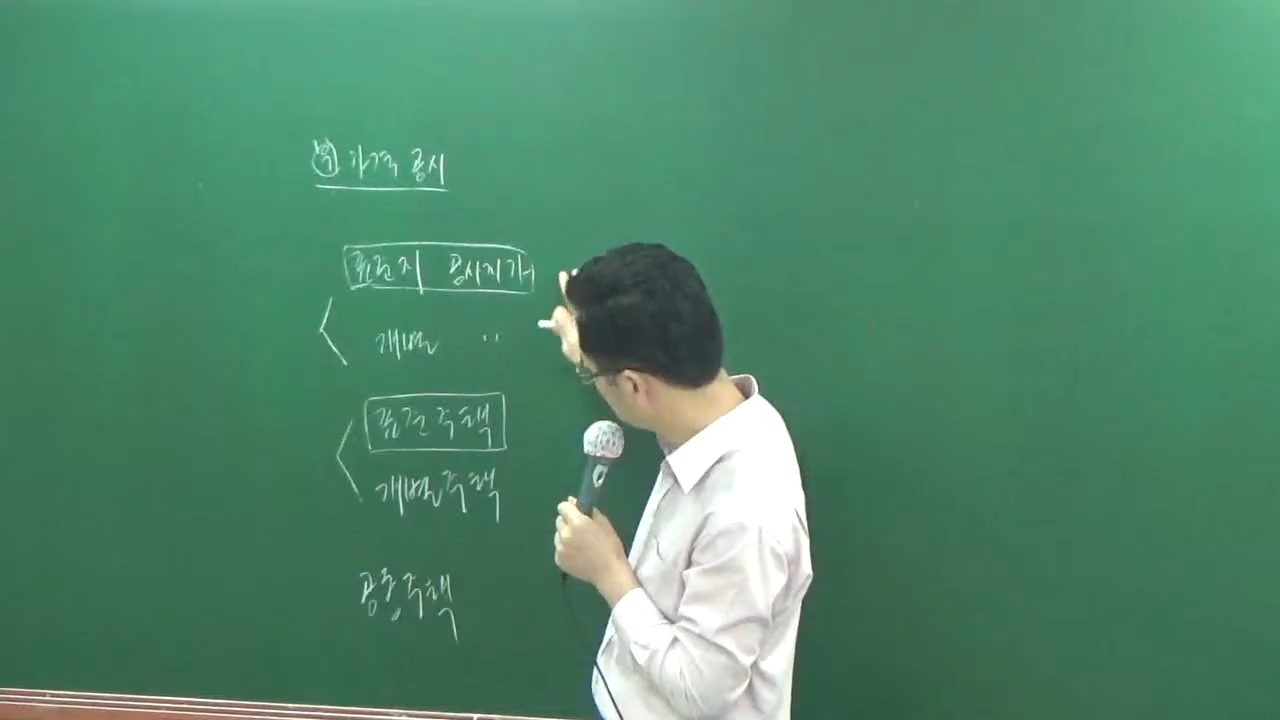 부 가격 공시
표준지 공시지가
개별 〃
표준주택
개별주택
공동주택